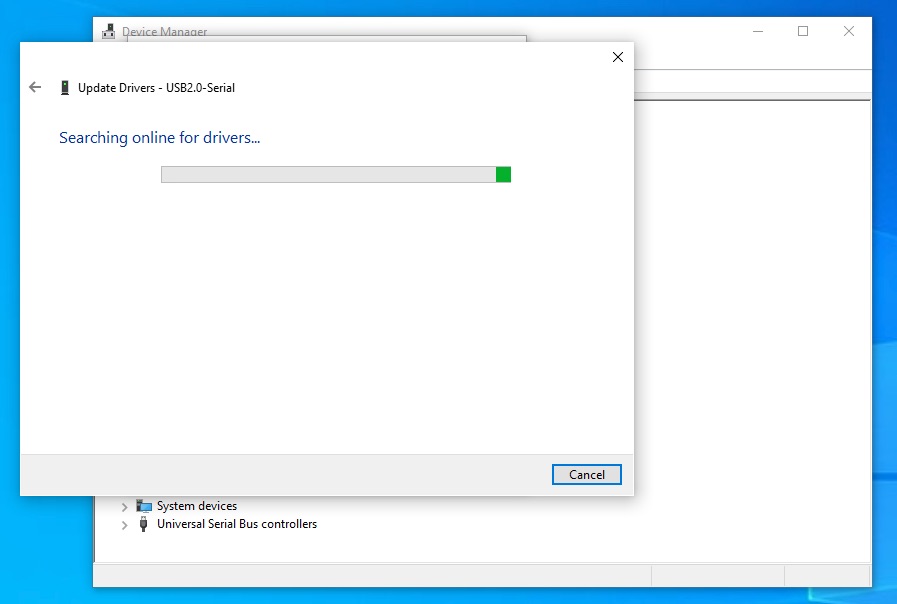 Device Manager
Update Drivers - USB2.0-Serial
Searching online for drivers...
Cancel
System devices
Universal Serial Bus controllers